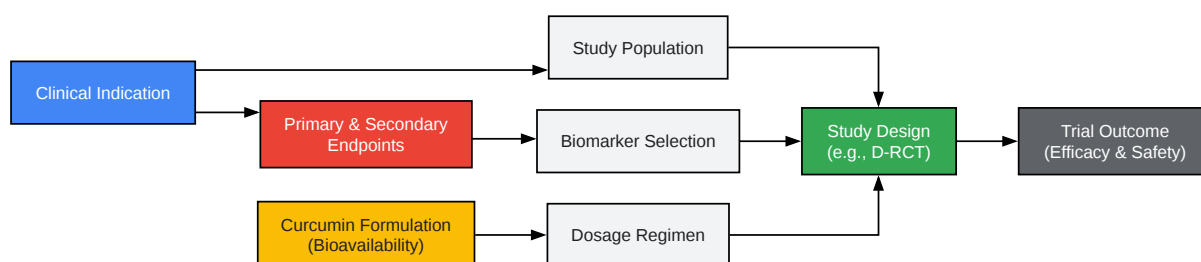 Study Population
Clinical Indication
Primary & Secondary
Endpoints
Biomarker Selection
Study Design
(e.g., D-RCT)
Trial Outcome
(Efficacy & Safety)
Curcumin Formulation
(Bioavailability)
Dosage Regimen